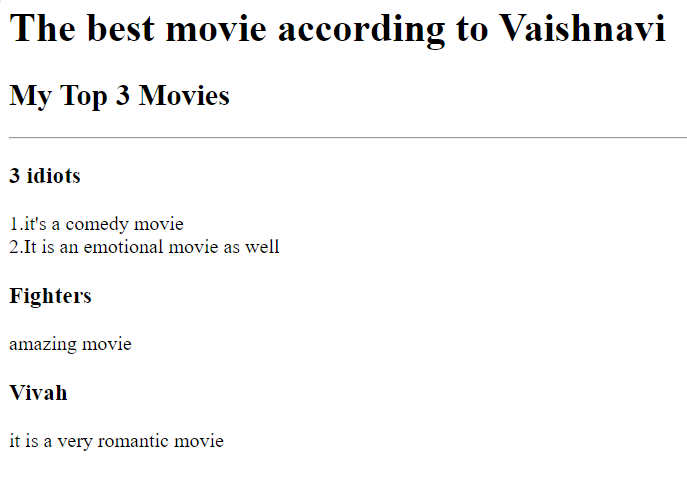 The best movie according to Vaishnavi
My Top 3 Movies
3 idiots
1.it's a comedy movie
2.It is an emotional movie as well
Fighters
amazing movie
Vivah
it is a very romantic movie